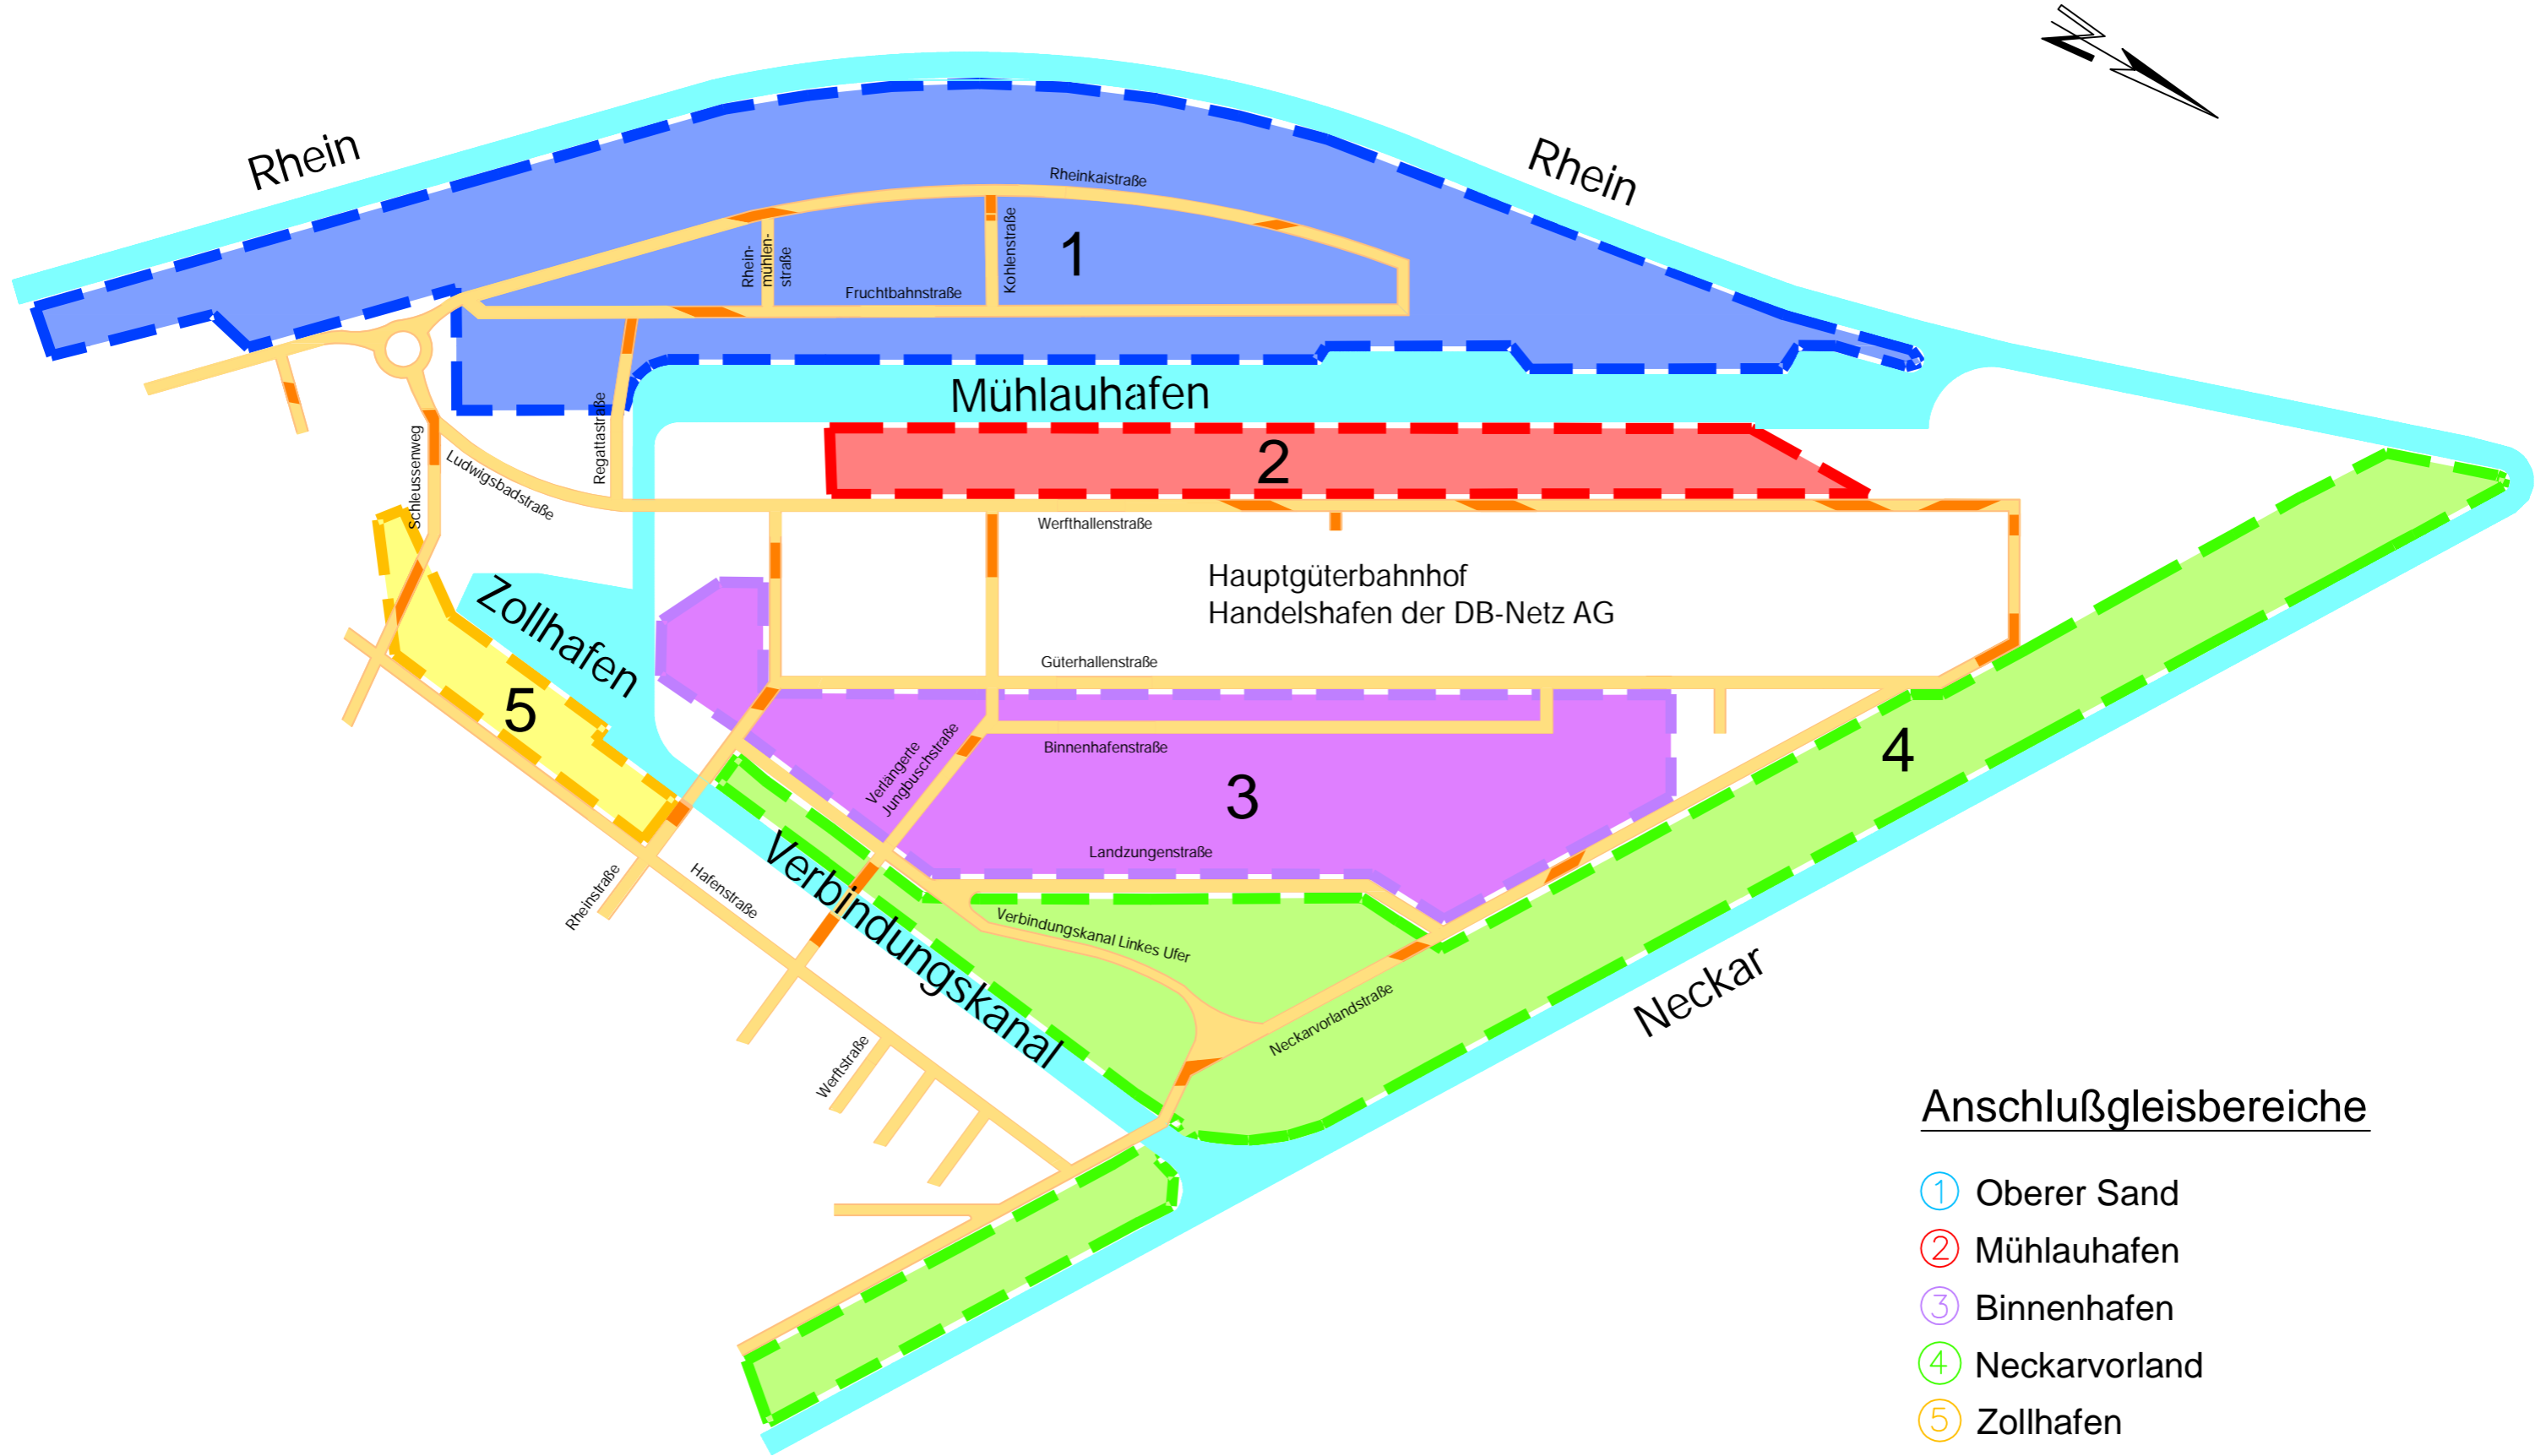 Rhein
Rhein
Rheinkaistraße
Rhein-
mühlen-
straße
Kohlenstraße
1
Fruchtbahnstraße
Mühlauhafen
Regattastraße
Schleussenweg
Ludwigsbadstraße
2
Werfthallenstraße
Hauptgüterbahnhof
Handelshafen der DB-Netz AG
Zollhafen
Güterhallenstraße
5
Verlängerte
Jungbuschstraße
Binnenhafenstraße
3
4
Landzungenstraße
Rheinstraße
Hafenstraße
Verbindungskanal
Verbindungskanal Linkes Ufer
Neckarvorlandstraße
Neckar
Werftstraße
Anschlußgleisbereiche
1 Oberer Sand
2 Mühlauhafen
3 Binnenhafen
4 Neckarvorland
5 Zollhafen
N